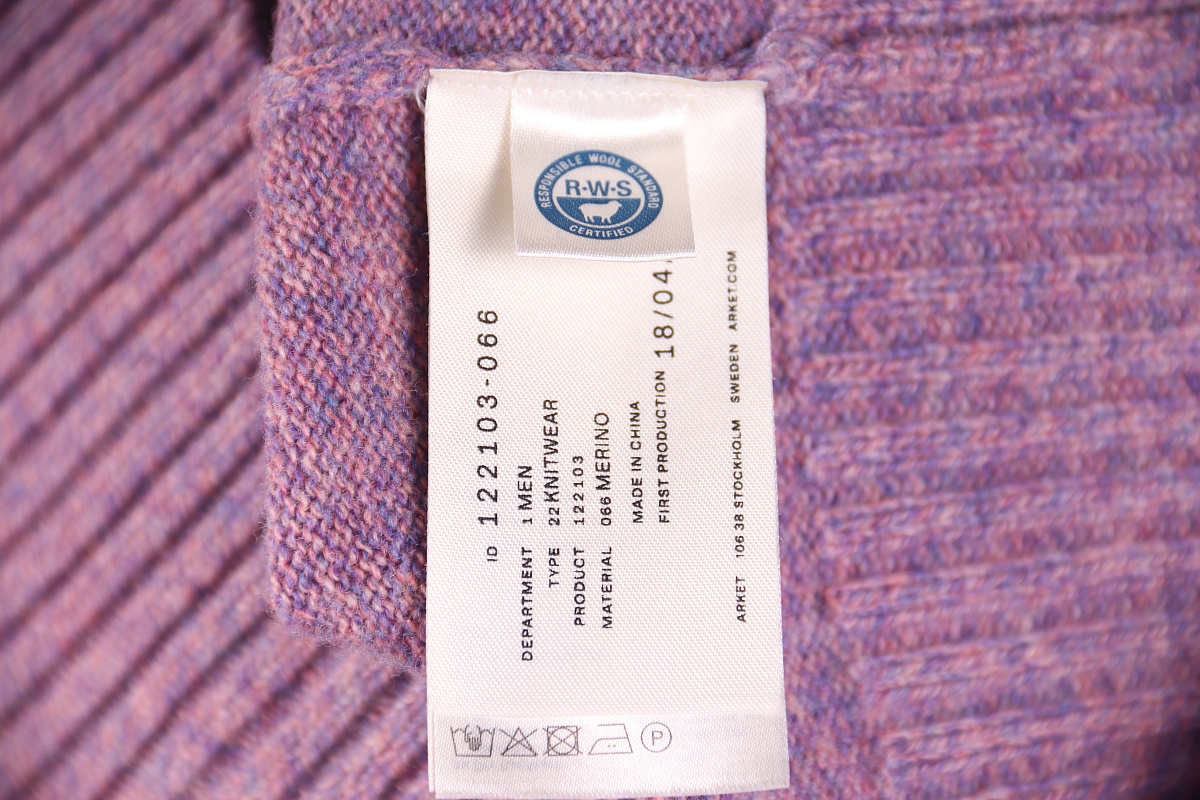 RESPONSIBLE WOOL STANDARD
R·W·S
CERTIFIED
ID 122103-066
DEPARTMENT 1 MEN
TYPE 22 KNITWEAR
PRODUCT 122103
MATERIAL 066 MERINO
MADE IN CHINA
FIRST PRODUCTION 18/04
ARKET 106 38 STOCKHOLM SWEDEN ARKET.COM
P